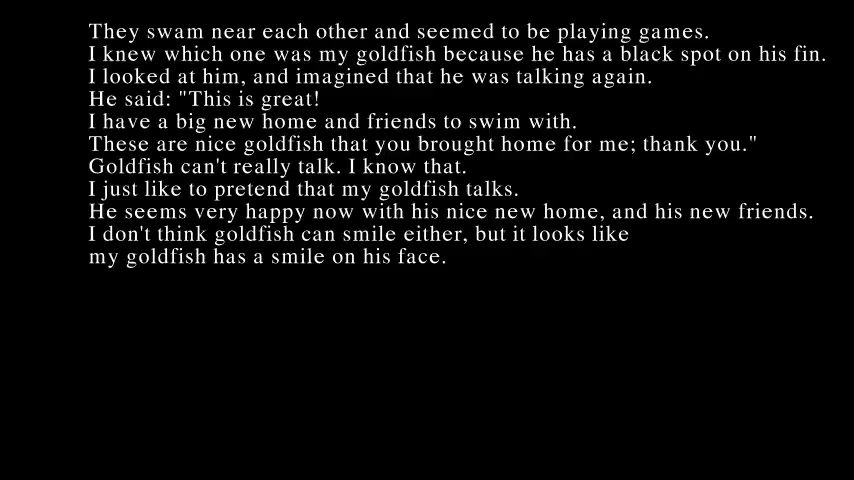 They swam near each other and seemed to be playing games.
I knew which one was my goldfish because he has a black spot on his fin.
I looked at him, and imagined that he was talking again.
He said: "This is great!
I have a big new home and friends to swim with.
These are nice goldfish that you brought home for me; thank you."
Goldfish can't really talk. I know that.
I just like to pretend that my goldfish talks.
He seems very happy now with his nice new home, and his new friends.
I don't think goldfish can smile either, but it looks like
my goldfish has a smile on his face.